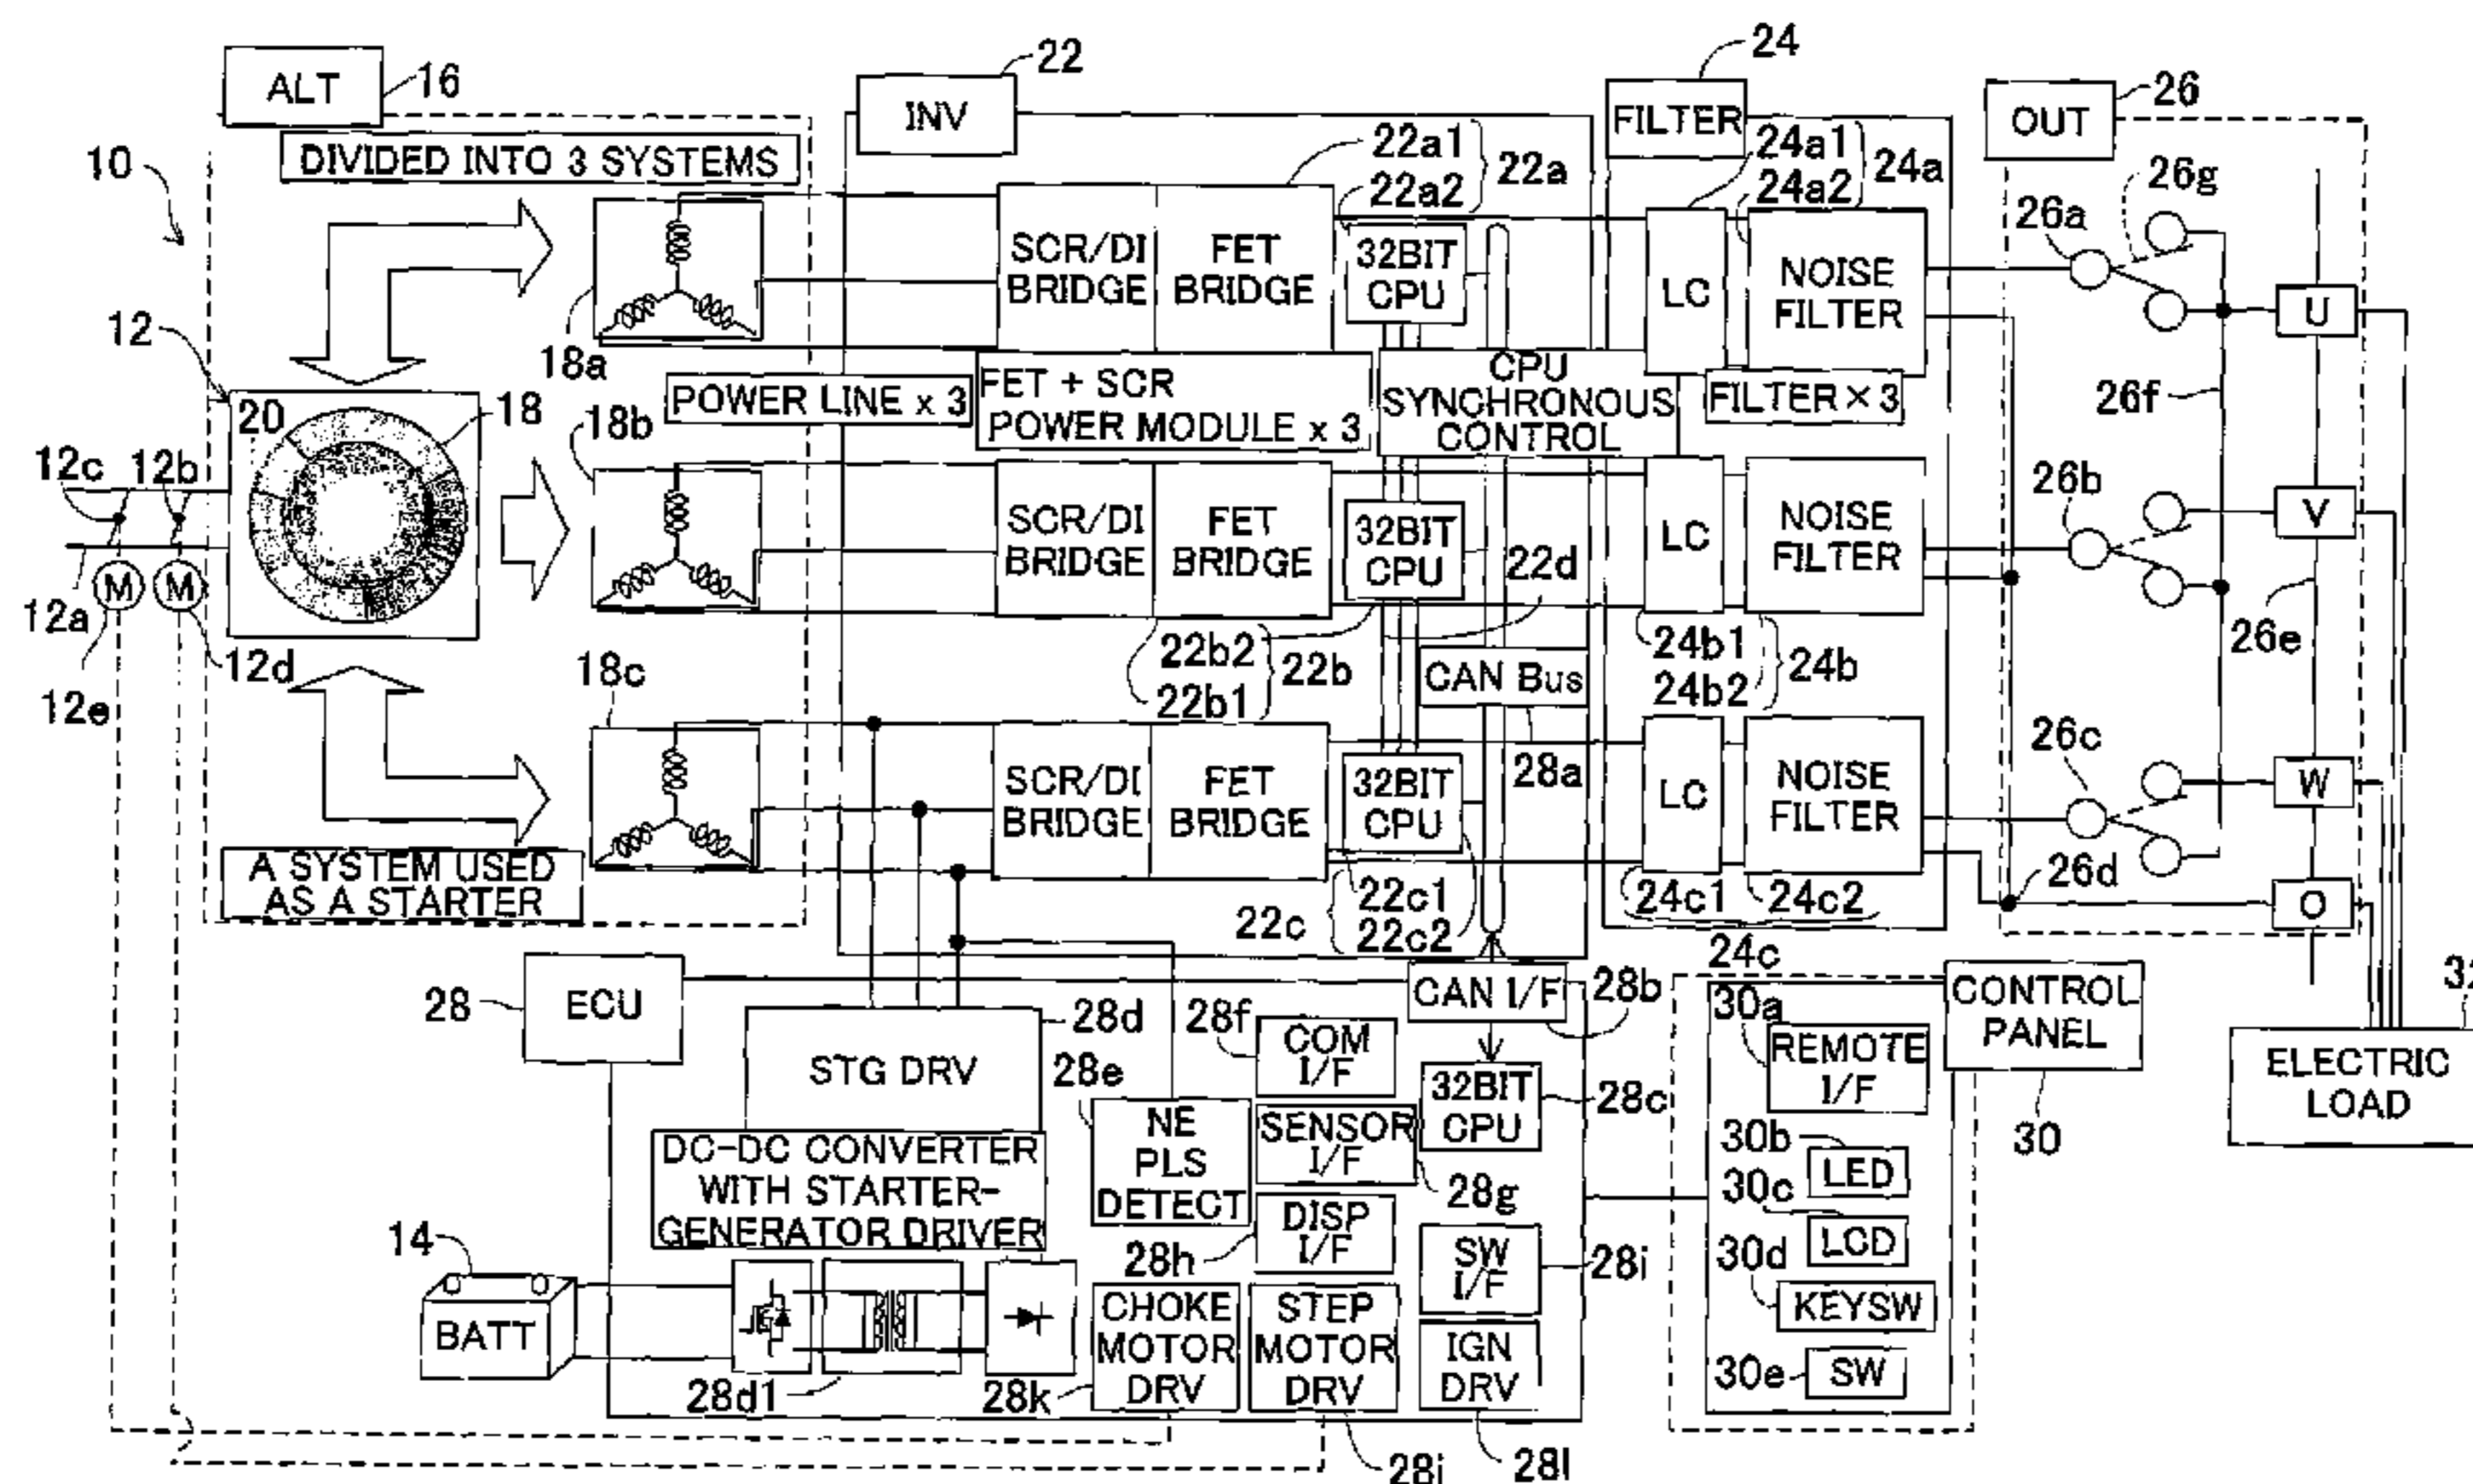 ALT
16
10
DIVIDED INTO 3 SYSTEMS
INV
22
22a1
22a2
22a
FILTER
24
24a1
24a2
24a
OUT
26
26g
26a
SCR/DI
BRIDGE
FET
BRIDGE
32BIT
CPU
LC
NOISE
FILTER
U
18a
12
20
18
18b
POWER LINE x 3
FET + SCR
POWER MODULE x 3
CPU
SYNCHRONOUS
CONTROL
FILTER × 3
26f
12c
12b
12a
M
M
12d
12e
SCR/DI
BRIDGE
FET
BRIDGE
32BIT
CPU
22d
LC
NOISE
FILTER
26b
V
26e
22b2
22b1
22b
24b1
24b2
24b
CAN Bus
28a
18c
SCR/DI
BRIDGE
FET
BRIDGE
32BIT
CPU
LC
NOISE
FILTER
26c
W
26d
O
A SYSTEM USED
AS A STARTER
22c
22c1
22c2
24c1
24c2
24c
28
ECU
STG DRV
28d
28e
NE
PLS
DETECT
28f
COM
I/F
SENSOR
I/F
28g
DISP
I/F
28h
CAN I/F
28b
32BIT
CPU
28c
SW
I/F
28i
DC-DC CONVERTER
WITH STARTER-
GENERATOR DRIVER
14
BATT
28d1
28k
CHOKE
MOTOR
DRV
STEP
MOTOR
DRV
28j
IGN
DRV
28l
CONTROL
PANEL
30
30a
REMOTE
I/F
30b
LED
30c
LCD
30d
KEYSW
30e
SW
32
ELECTRIC
LOAD